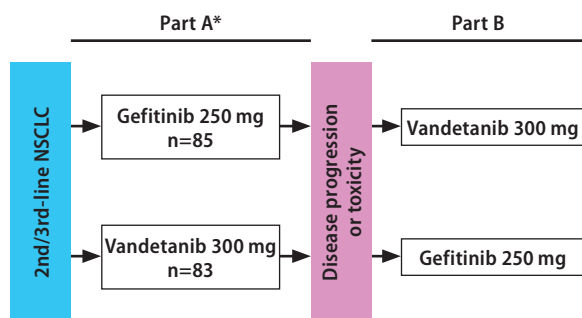 Part A*
Part B
2nd/3rd-line NSCLC
Gefitinib 250 mg
n=85
Disease progression
or toxicity
Vandetanib 300 mg
Vandetanib 300 mg
n=83
Gefitinib 250 mg